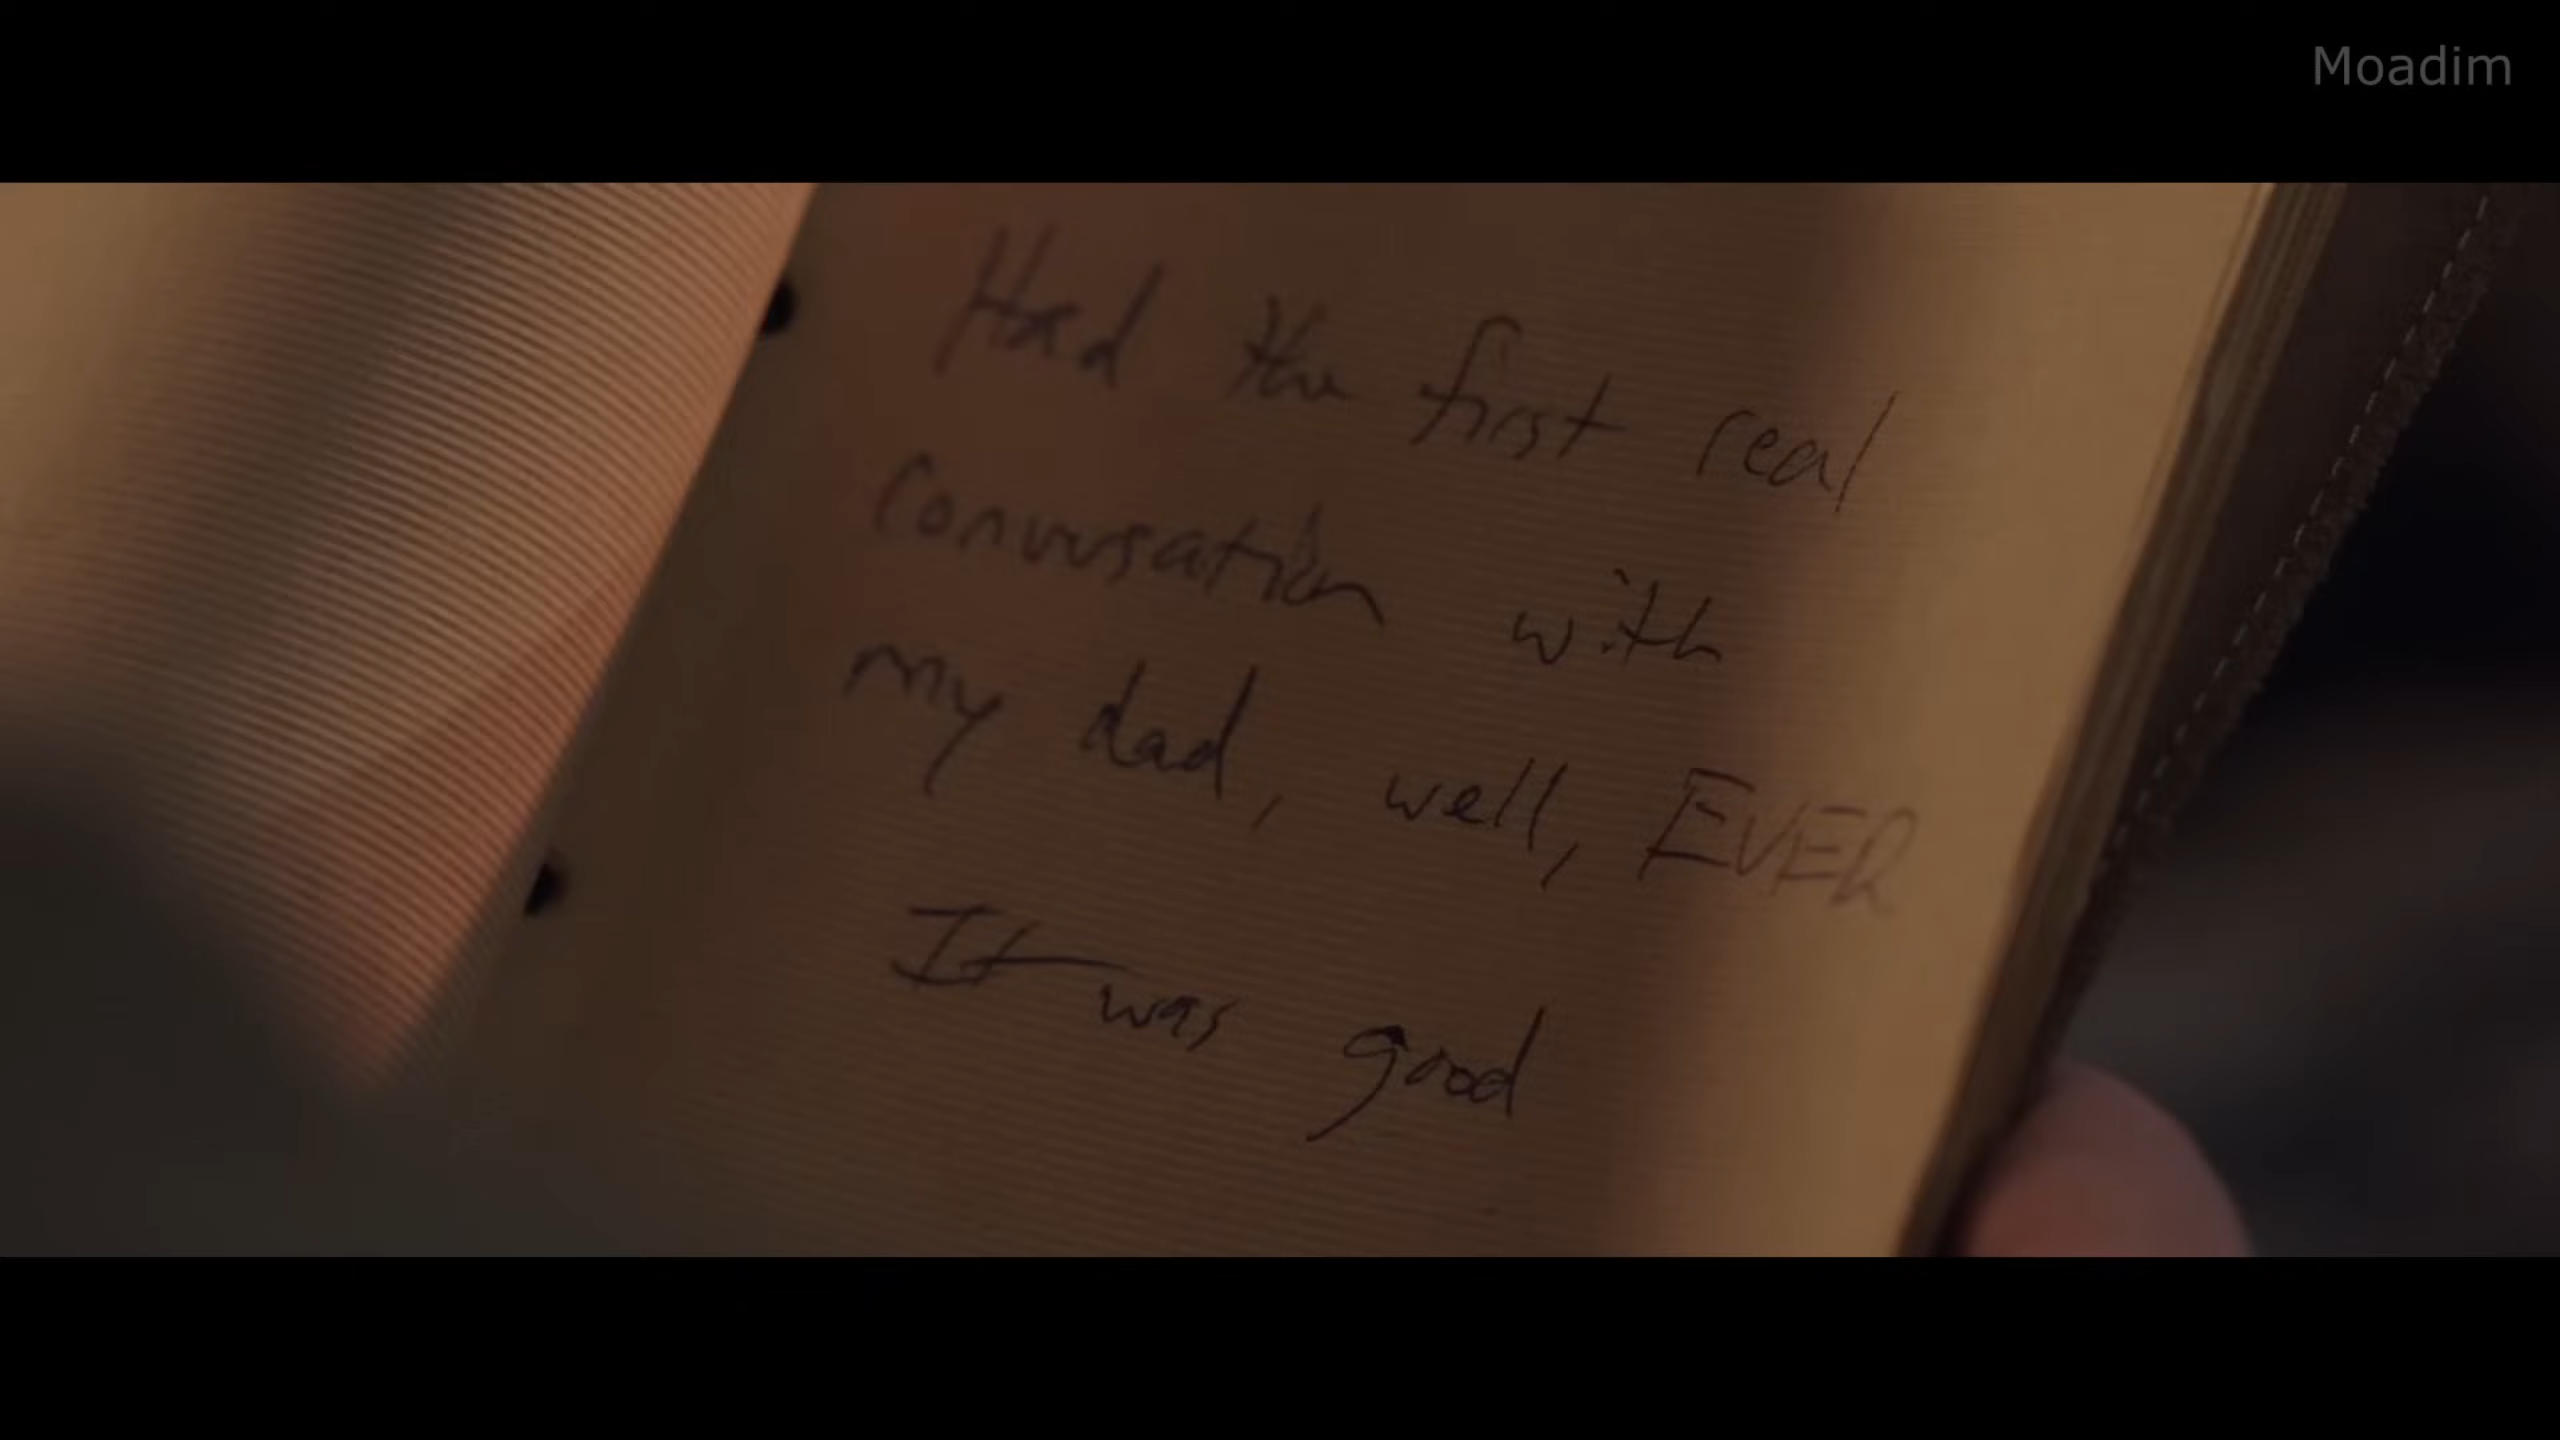 Moadim
Had the first real
conversation with
my dad, well, EVER
It was good